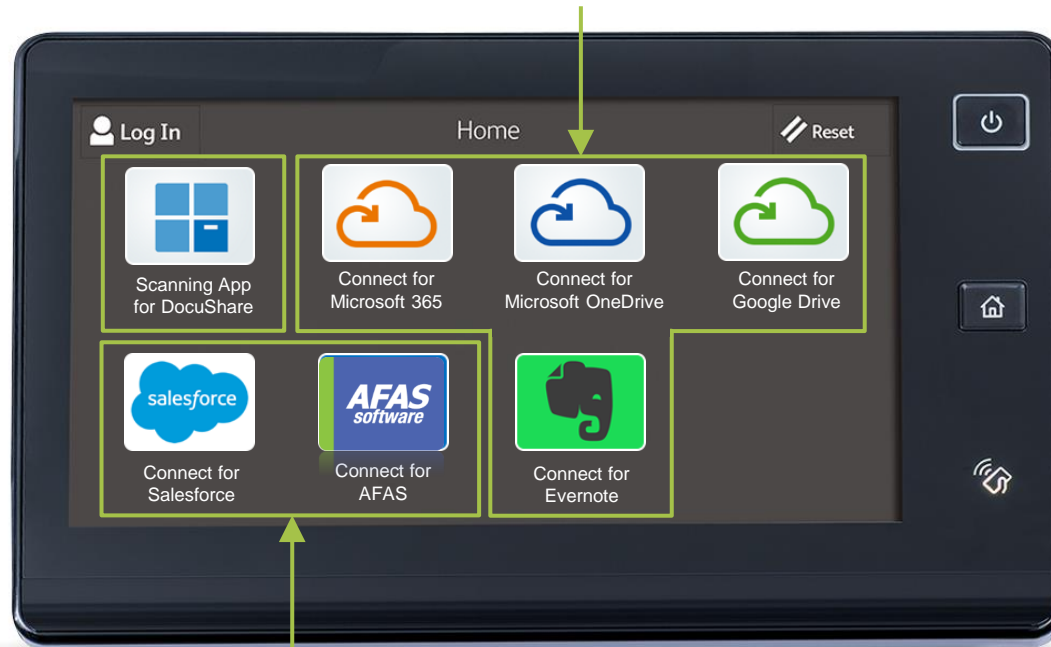 Log In
Home
Reset
Scanning App
for DocuShare
Connect for
Microsoft 365
Connect for
Microsoft OneDrive
Connect for
Google Drive
salesforce
AFAS
software
Connect for
Salesforce
Connect for
AFAS
Connect for
Evernote